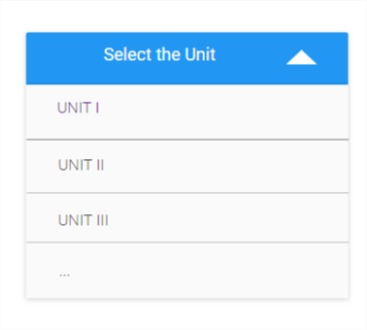 Select the Unit
UNIT I
UNIT II
UNIT III
...